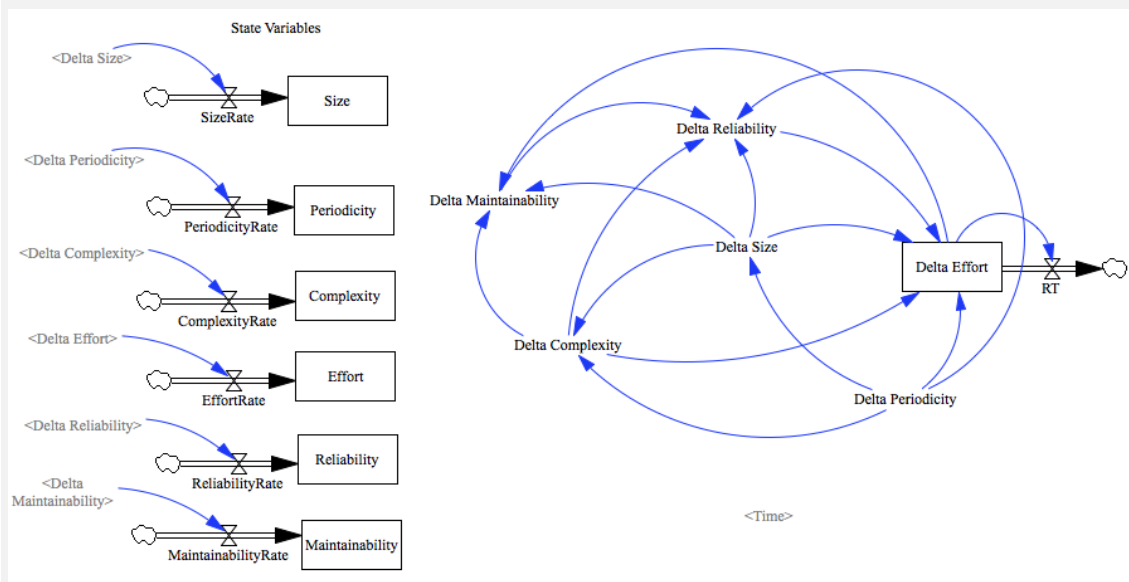 State Variables
<Delta Size>
Size
SizeRate
<Delta Periodicity>
Periodicity
PeriodicityRate
<Delta Complexity>
Complexity
ComplexityRate
<Delta Effort>
Effort
EffortRate
<Delta Reliability>
Reliability
ReliabilityRate
<Delta
Maintainability>
Maintainability
MaintainabilityRate
Delta Reliability
Delta Maintainability
Delta Size
Delta Effort
RT
Delta Complexity
Delta Periodicity
<Time>